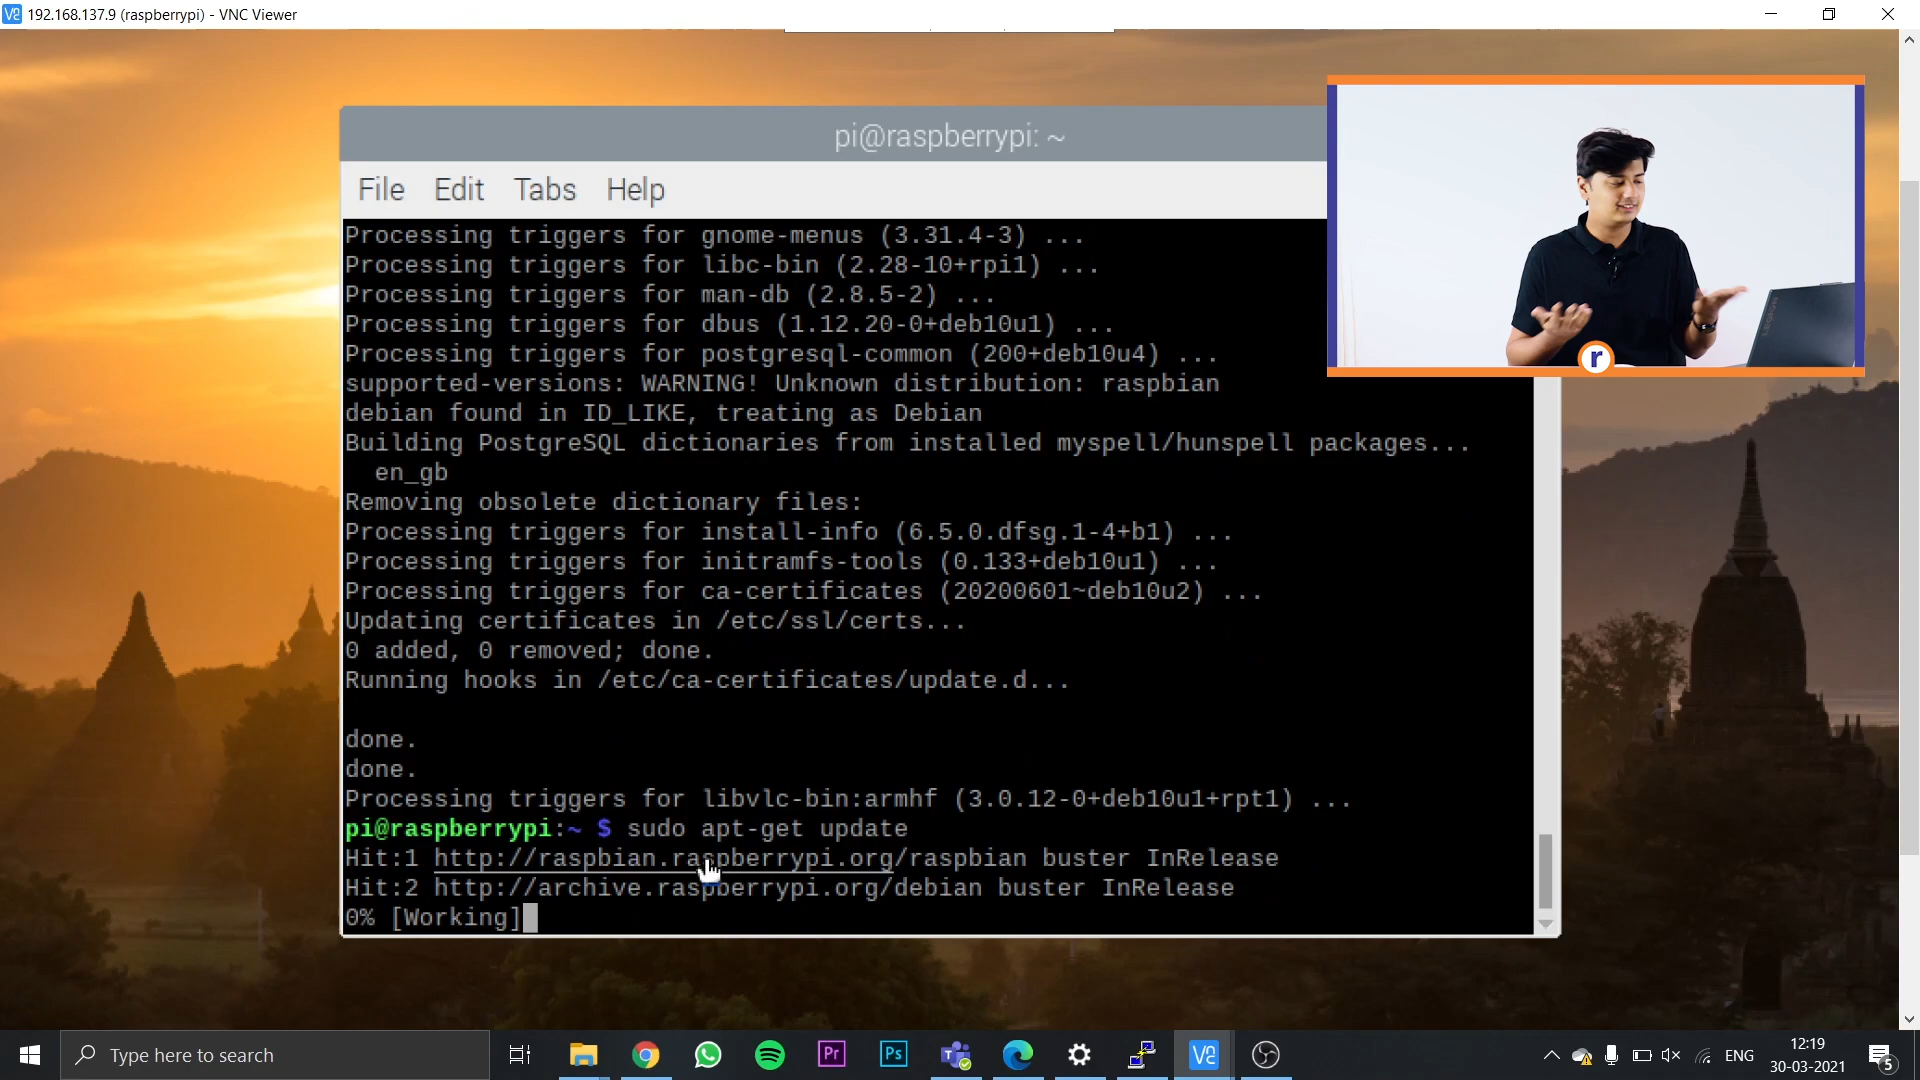 192.168.137.9 (raspberrypi) - VNC Viewer
pi@raspberrypi: ~
File Edit Tabs Help
Processing triggers for gnome-menus (3.31.4-3) ...
Processing triggers for libc-bin (2.28-10+rpi1) ...
Processing triggers for man-db (2.8.5-2) ...
Processing triggers for dbus (1.12.20-0+deb10u1) ...
Processing triggers for postgresql-common (200+deb10u4) ...
supported-versions: WARNING! Unknown distribution: raspbian
debian found in ID_LIKE, treating as Debian
Building PostgreSQL dictionaries from installed myspell/hunspell packages...
en_gb
Removing obsolete dictionary files:
Processing triggers for install-info (6.5.0.dfsg.1-4+b1) ...
Processing triggers for initramfs-tools (0.133+deb10u1) ...
Processing triggers for ca-certificates (20200601~deb10u2) ...
Updating certificates in /etc/ssl/certs...
0 added, 0 removed; done.
Running hooks in /etc/ca-certificates/update.d...
done.
done.
Processing triggers for libvlc-bin:armhf (3.0.12-0+deb10u1+rpt1) ...
pi@raspberrypi:~ $ sudo apt-get update
Hit:1 http://raspbian.raspberrypi.org/raspbian buster InRelease
Hit:2 http://archive.raspberrypi.org/debian buster InRelease
0% [Working]
LEGION
r
Type here to search
Pr
Ps
ENG
12:19
30-03-2021
5